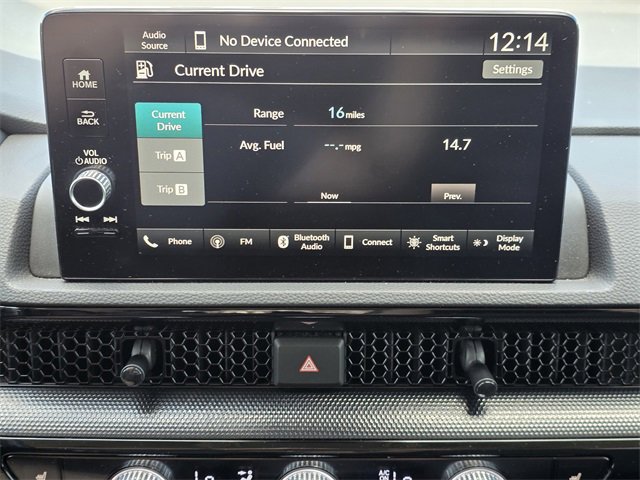 Audio
Source
No Device Connected
12:14
HOME
Current Drive
Settings
BACK
Current
Drive
Range
16 miles
VOL
AUDIO
Trip A
Avg. Fuel
--.- mpg
14.7
Trip B
Now
Prev.
Phone
FM
Bluetooth
Audio
Connect
Smart
Shortcuts
Display
Mode
A/C
ON